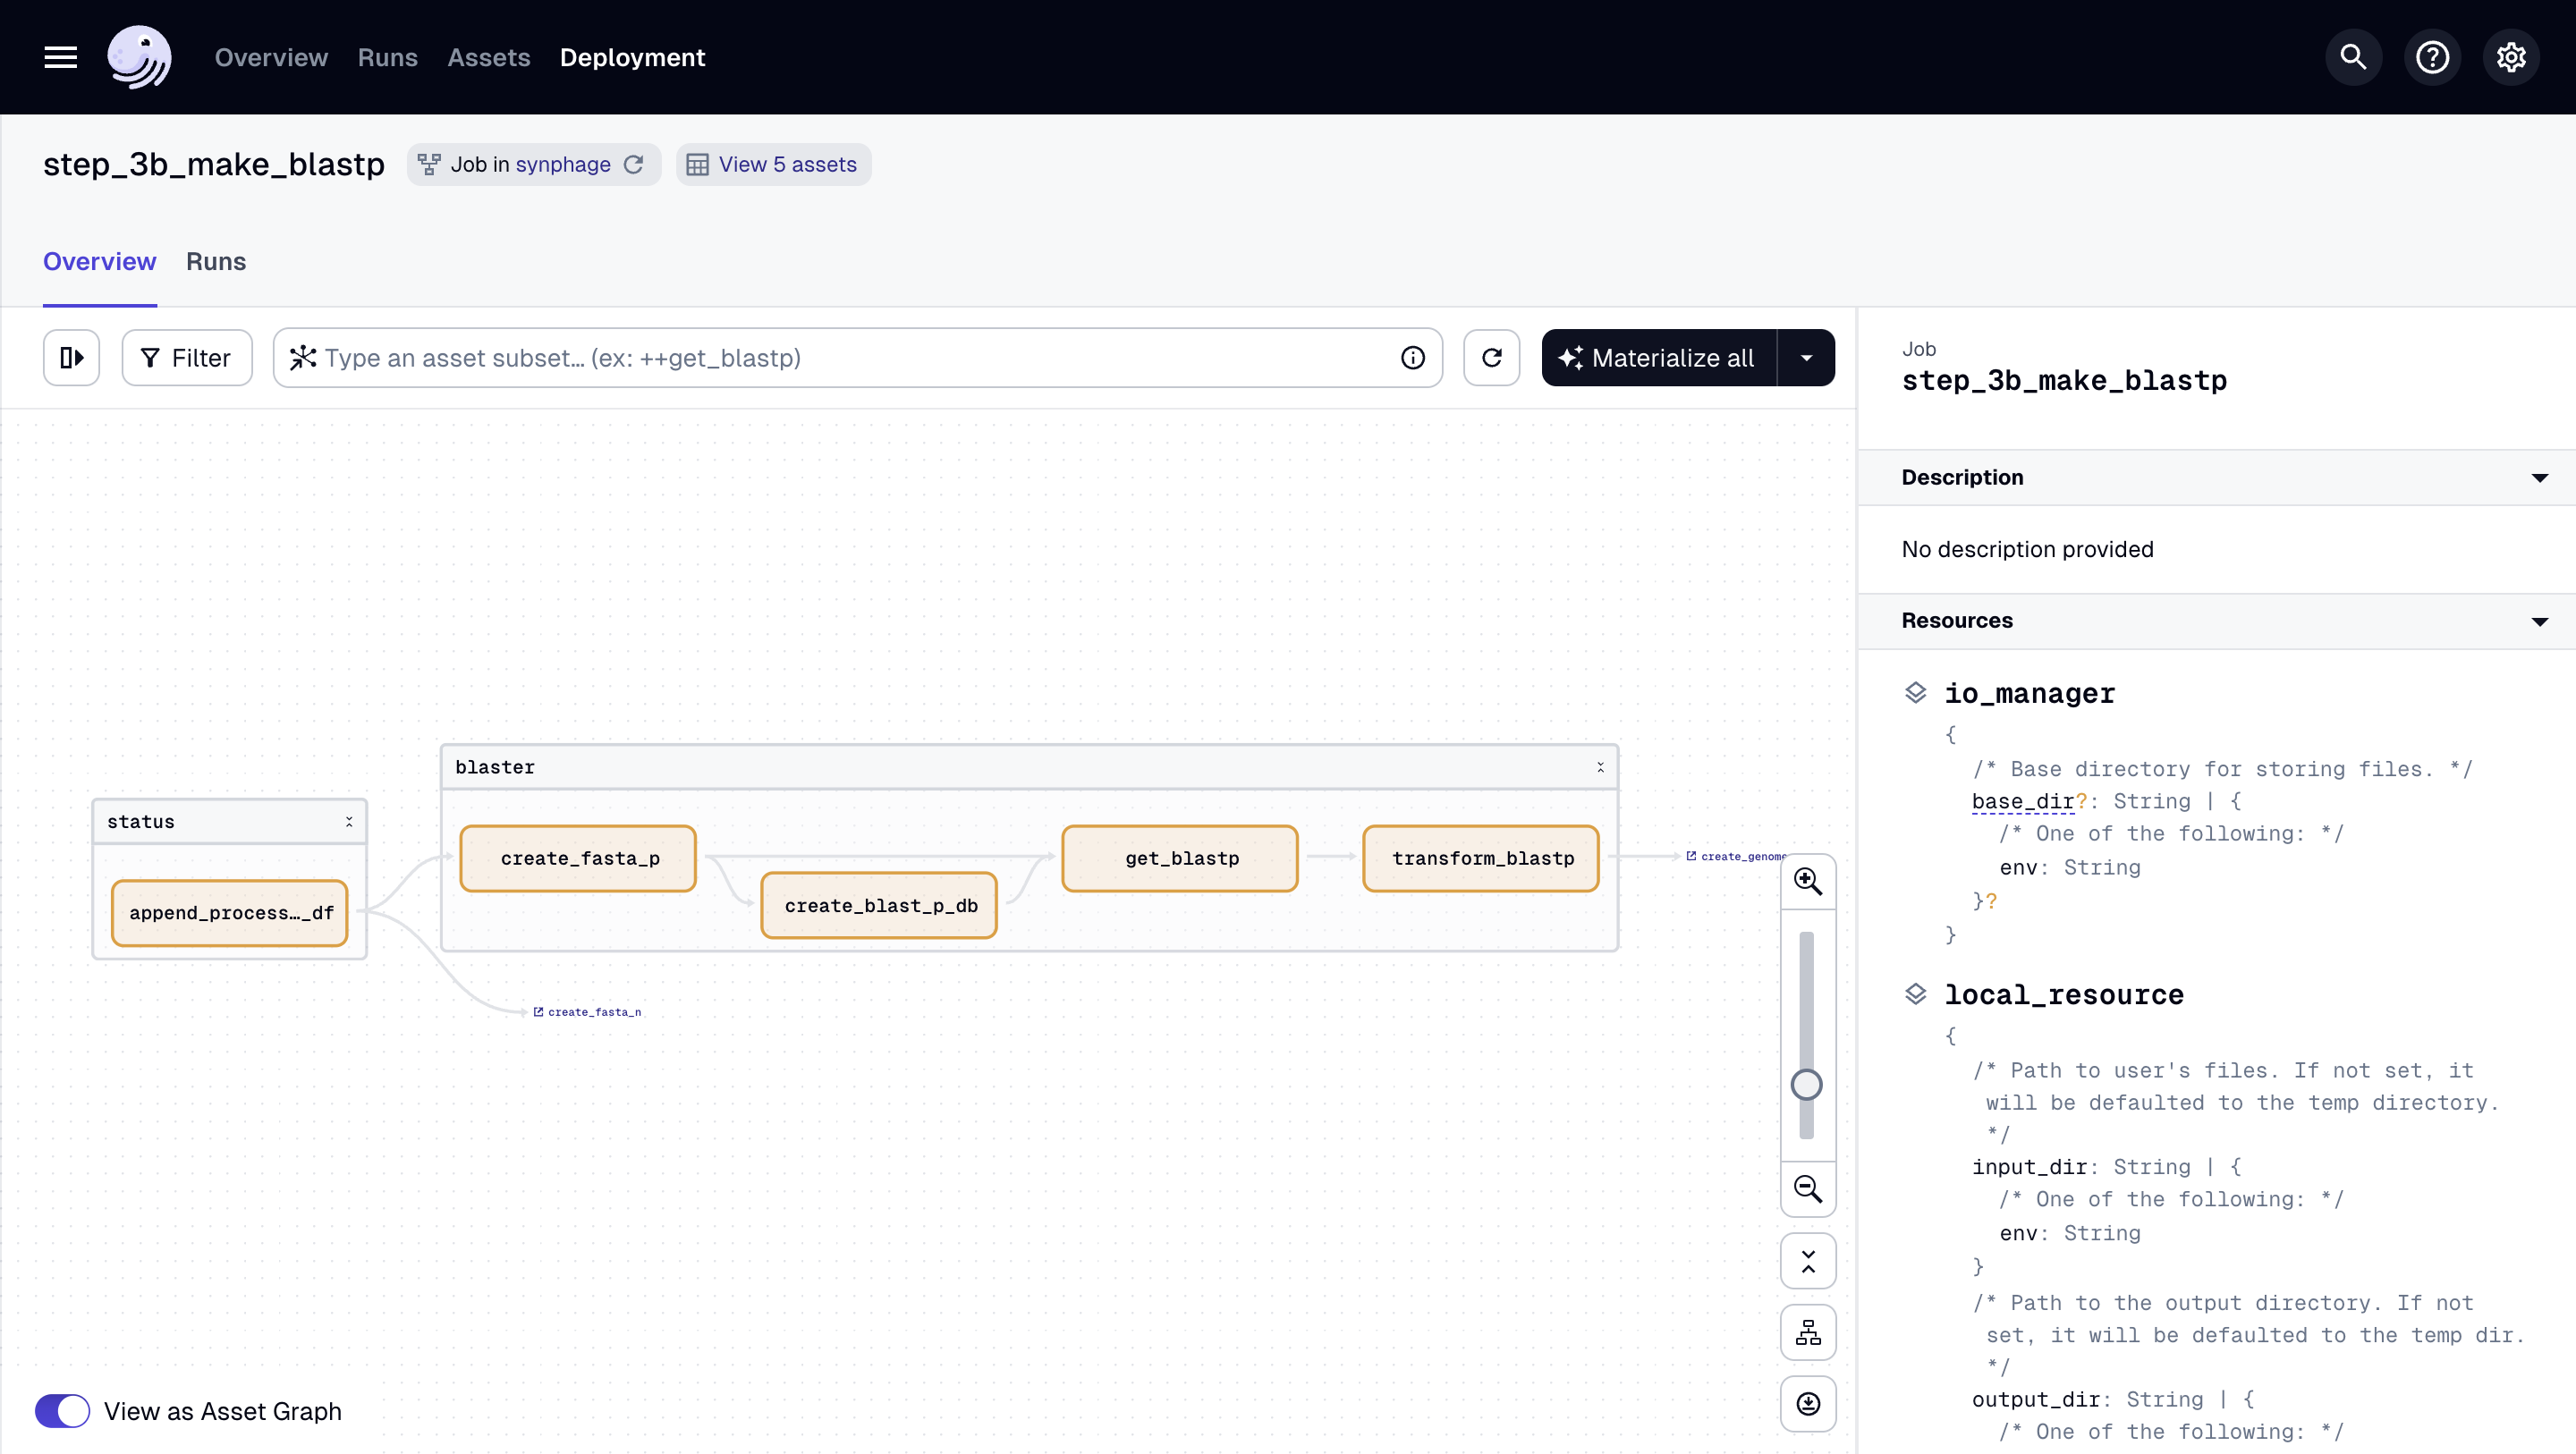 Overview Runs Assets Deployment
step_3b_make_blastp Job in synphage View 5 assets
Overview Runs
Filter Type an asset subset… (ex: ++get_blastp) Materialize all
status
append_process…_df
blaster
create_fasta_p
create_blast_p_db
get_blastp
transform_blastp
create_genome
create_fasta_n
View as Asset Graph
Job
step_3b_make_blastp
Description
No description provided
Resources
io_manager
{
/* Base directory for storing files. */
base_dir?: String | {
/* One of the following: */
env: String
}?
}
local_resource
{
/* Path to user's files. If not set, it
will be defaulted to the temp directory.
*/
input_dir: String | {
/* One of the following: */
env: String
}
/* Path to the output directory. If not
set, it will be defaulted to the temp dir.
*/
output_dir: String | {
/* One of the following: */